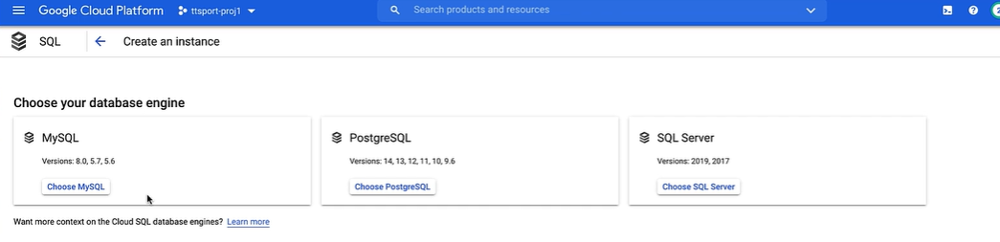 Google Cloud Platform ttsport-proj1 Search products and resources
SQL Create an instance
Choose your database engine
MySQL
Versions: 8.0, 5.7, 5.6
Choose MySQL
PostgreSQL
Versions: 14, 13, 12, 11, 10, 9.6
Choose PostgreSQL
SQL Server
Versions: 2019, 2017
Choose SQL Server
Want more context on the Cloud SQL database engines? Learn more